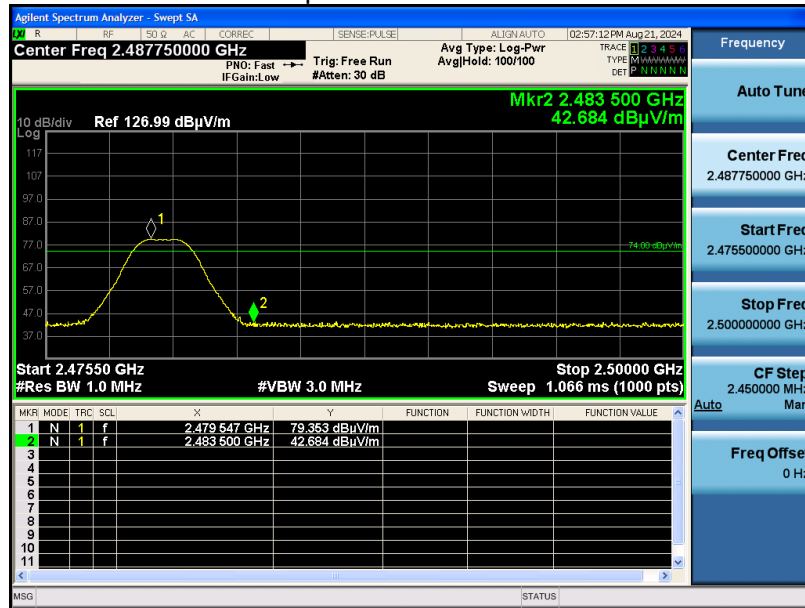 Agilent Spectrum Analyzer - Swept SA
LXI R RF 50 Ω AC CORREC SENSE:PULSE ALIGN AUTO 02:57:12 PM Aug 21, 2024
Center Freq 2.487750000 GHz
PNO: Fast
IFGain:Low
Trig: Free Run
#Atten: 30 dB
Avg Type: Log-Pwr
Avg|Hold: 100/100
TRACE 1 2 3 4 5 6
TYPE M
DET P N N N N N
Mkr2 2.483 500 GHz
42.684 dBµV/m
10 dB/div
Log
Ref 126.99 dBµV/m
117
107
97.0
87.0
77.0
67.0
57.0
47.0
37.0
1
2
74.00 dBµV/m
Start 2.47550 GHz
Stop 2.50000 GHz
#Res BW 1.0 MHz
#VBW 3.0 MHz
Sweep 1.066 ms (1000 pts)
MKR MODE TRC SCL X Y FUNCTION FUNCTION WIDTH FUNCTION VALUE
1 N 1 f 2.479 547 GHz 79.353 dBµV/m
2 N 1 f 2.483 500 GHz 42.684 dBµV/m
3
4
5
6
7
8
9
10
11
MSG
STATUS
Frequency
Auto Tune
Center Freq
2.487750000 GHz
Start Freq
2.475500000 GHz
Stop Freq
2.500000000 GHz
CF Step
2.450000 MHz
Auto Man
Freq Offset
0 Hz